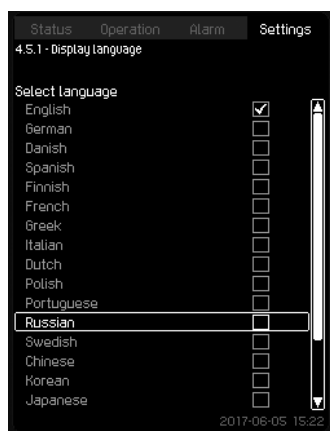 Status Operation Alarm Settings
4.5.1 - Display language
Select language
English
German
Danish
Spanish
Finnish
French
Greek
Italian
Dutch
Polish
Portuguese
Russian
Swedish
Chinese
Korean
Japanese
2017-06-05 15:22